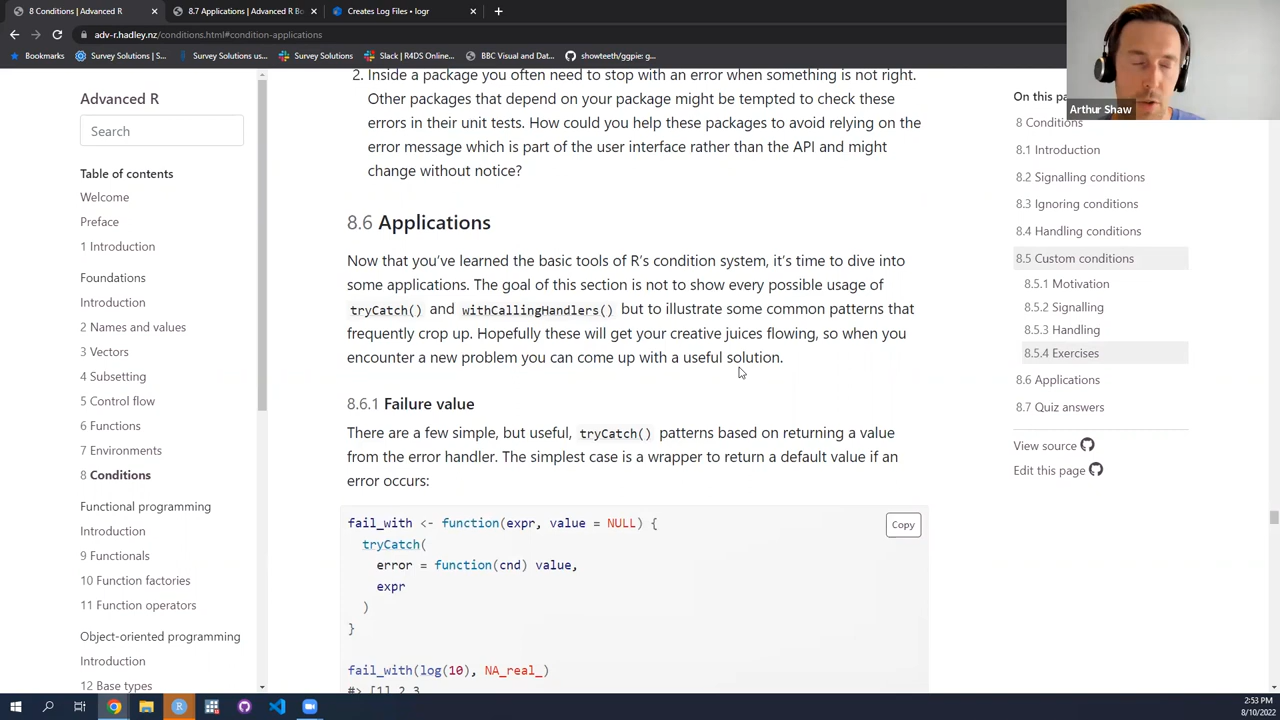 8 Conditions | Advanced R
8.7 Applications | Advanced R Bo
Creates Log Files • logr
adv-r.hadley.nz/conditions.html#condition-applications
Bookmarks
Survey Solutions | S...
Survey Solutions us...
Survey Solutions
Slack | R4DS Online...
BBC Visual and Dat...
showteeth/ggpie: g...
Arthur Shaw
Advanced R
Search
Table of contents
Welcome
Preface
1 Introduction
Foundations
Introduction
2 Names and values
3 Vectors
4 Subsetting
5 Control flow
6 Functions
7 Environments
8 Conditions
Functional programming
Introduction
9 Functionals
10 Function factories
11 Function operators
Object-oriented programming
Introduction
12 Base types
2. Inside a package you often need to stop with an error when something is not right.
Other packages that depend on your package might be tempted to check these
errors in their unit tests. How could you help these packages to avoid relying on the
error message which is part of the user interface rather than the API and might
change without notice?
8.6 Applications
Now that you've learned the basic tools of R's condition system, it's time to dive into
some applications. The goal of this section is not to show every possible usage of
tryCatch() and withCallingHandlers() but to illustrate some common patterns that
frequently crop up. Hopefully these will get your creative juices flowing, so when you
encounter a new problem you can come up with a useful solution.
8.6.1 Failure value
There are a few simple, but useful, tryCatch() patterns based on returning a value
from the error handler. The simplest case is a wrapper to return a default value if an
error occurs:
Copy
fail_with <- function(expr, value = NULL) {
tryCatch(
error = function(cnd) value,
expr
)
}
fail_with(log(10), NA_real_)
#> [1] 2.3
On this pa
8 Conditions
8.1 Introduction
8.2 Signalling conditions
8.3 Ignoring conditions
8.4 Handling conditions
8.5 Custom conditions
8.5.1 Motivation
8.5.2 Signalling
8.5.3 Handling
8.5.4 Exercises
8.6 Applications
8.7 Quiz answers
View source
Edit this page
2:53 PM
8/10/2022